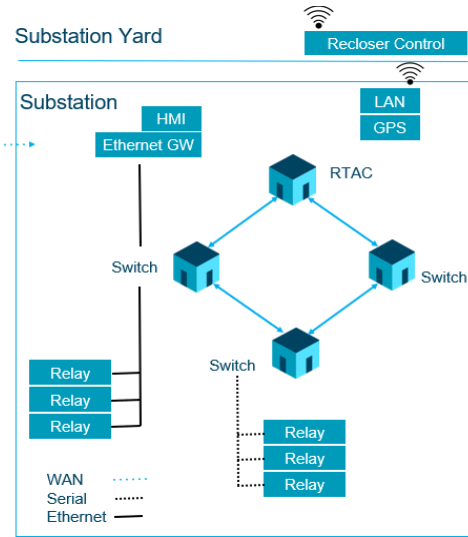 Substation Yard
Recloser Control
Substation
HMI
Ethernet GW
LAN
GPS
RTAC
Switch
Switch
Switch
Relay
Relay
Relay
Relay
Relay
Relay
WAN
Serial
Ethernet